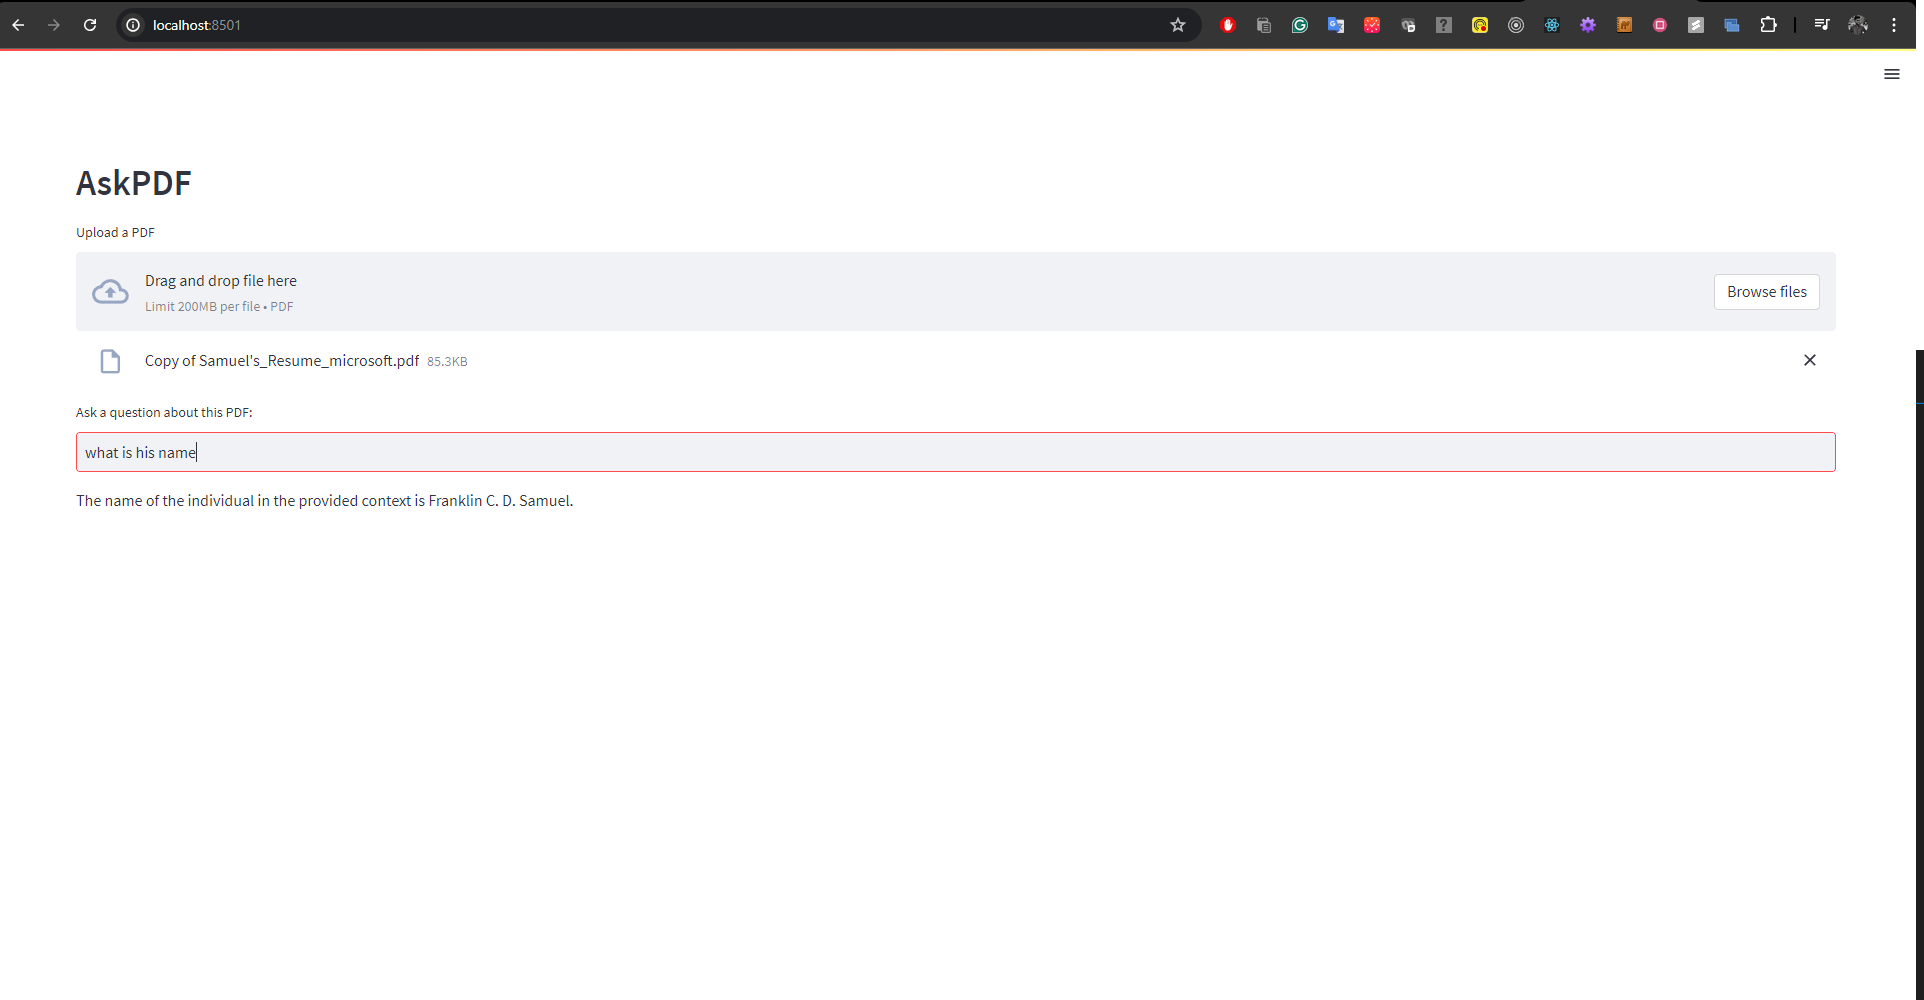 localhost:8501
AskPDF
Upload a PDF
Drag and drop file here
Limit 200MB per file • PDF
Browse files
Copy of Samuel's_Resume_microsoft.pdf 85.3KB
Ask a question about this PDF:
what is his name
The name of the individual in the provided context is Franklin C. D. Samuel.